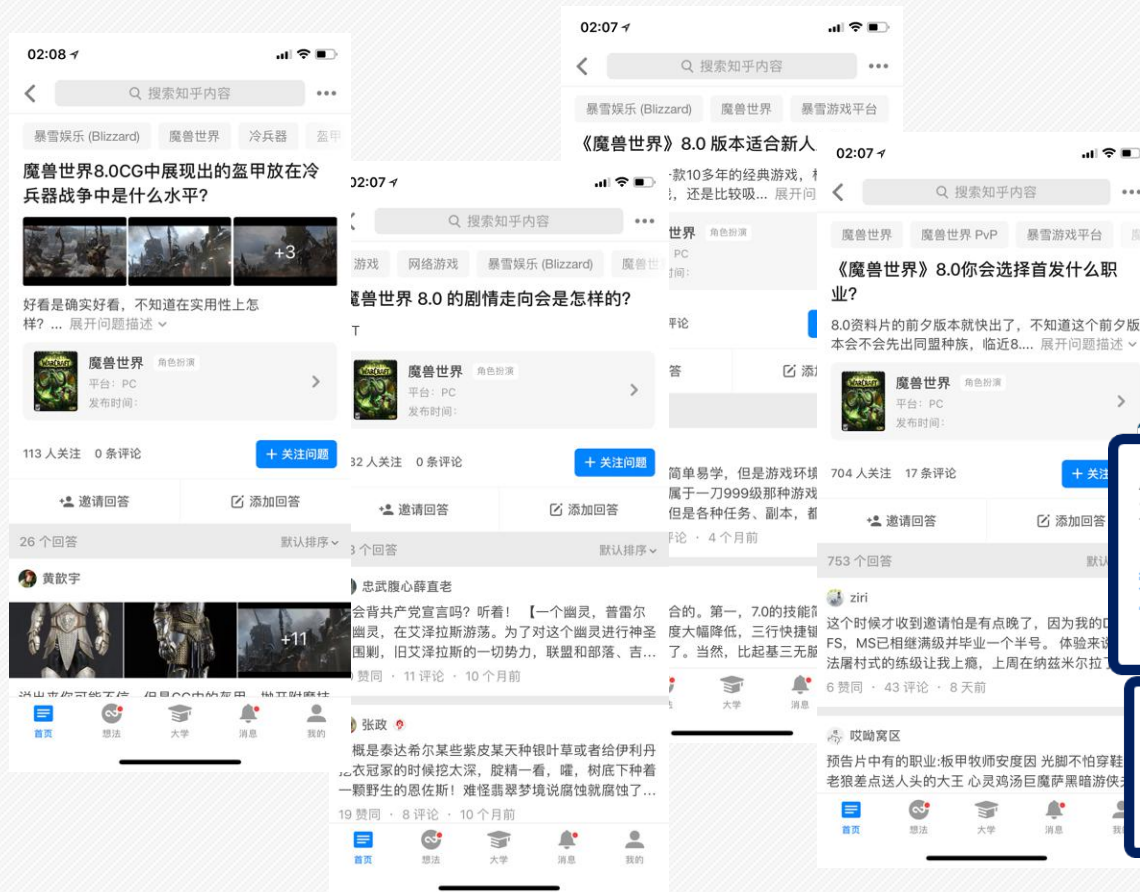 02:08
搜索知乎内容
暴雪娱乐 (Blizzard) 魔兽世界 冷兵器 盔甲
魔兽世界8.0CG中展现出的盔甲放在冷
兵器战争中是什么水平?
+3
好看是确实好看,不知道在实用性上怎
样? ... 展开问题描述
魔兽世界 角色扮演
平台: PC
发布时间:
113 人关注 0 条评论
+ 关注问题
邀请回答
添加回答
26 个回答
默认排序
黄歆宇
+11
首页 想法 大学 消息 我的
02:07
搜索知乎内容
游戏 网络游戏 暴雪娱乐 (Blizzard) 魔兽世
魔兽世界 8.0 的剧情走向会是怎样的?
T
魔兽世界 角色扮演
平台: PC
发布时间:
32 人关注 0 条评论
+ 关注问题
邀请回答
添加回答
个回答
默认排序
忠武腹心薛直老
会背共产党宣言吗? 听着! 【一个幽灵,普雷尔
幽灵,在艾泽拉斯游荡。为了对这个幽灵进行神圣
围剿,旧艾泽拉斯的一切势力,联盟和部落、吉...
赞同 · 11 评论 · 10 个月前
张政
概是泰达希尔某些紫皮某天种银叶草或者给伊利丹
衣冠冢的时候挖太深,腚精一看,嚯,树底下种着
一颗野生的恩佐斯! 难怪翡翠梦境说腐蚀就腐蚀了...
19 赞同 · 8 评论 · 10 个月前
首页 想法 大学 消息 我的
02:07
搜索知乎内容
暴雪娱乐 (Blizzard) 魔兽世界 暴雪游戏平台
《魔兽世界》8.0 版本适合新人
款10多年的经典游戏,
,还是比较吸... 展开问
世界 角色扮演
PC
时间:
评论
答
添
简单易学,但是游戏环境
属于一刀999级那种游戏
但是各种任务、副本,都
评论 · 4 个月前
合的。第一,7.0的技能简
度大幅降低,三行快捷键
了。当然,比起基三无脑
大学 消息
02:07
搜索知乎内容
魔兽世界 魔兽世界 PvP 暴雪游戏平台
《魔兽世界》8.0你会选择首发什么职
业?
8.0资料片的前夕版本就快出了,不知道这个前夕版
本会不会先出同盟种族,临近8.... 展开问题描述
魔兽世界 角色扮演
平台: PC
发布时间:
704 人关注 17 条评论
+ 关注
邀请回答
添加回答
753 个回答
默认
ziri
这个时候才收到邀请怕是有点晚了,因为我的
FS,MS已相继满级并毕业一个半号。 体验来说
法屠村式的练级让我上瘾,上周在纳兹米尔拉了
6 赞同 · 43 评论 · 8 天前
哎呦窝区
预告片中有的职业:板甲牧师安度因 光脚不怕穿鞋
老狼差点送人头的大王 心灵鸡汤巨魔萨黑暗游侠
首页 想法 大学 消息